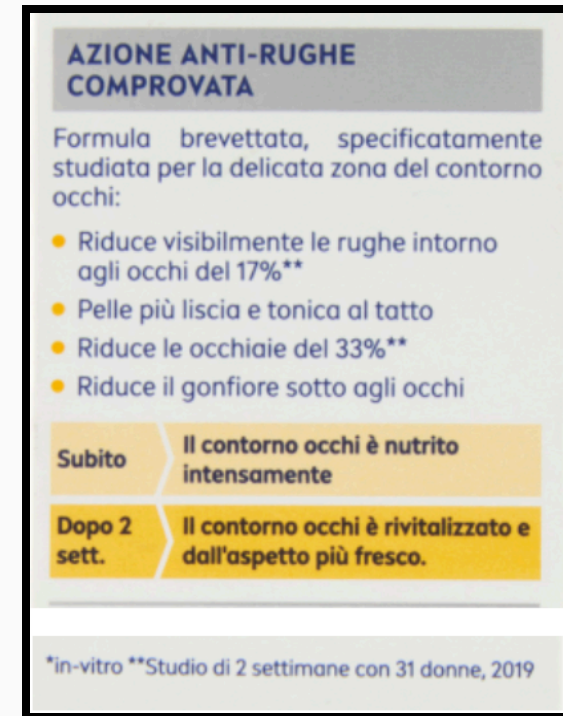 AZIONE ANTI-RUGHE
COMPROVATA
Formula brevettata, specificatamente
studiata per la delicata zona del contorno
occhi:
• Riduce visibilmente le rughe intorno
agli occhi del 17%**
• Pelle più liscia e tonica al tatto
• Riduce le occhiaie del 33%**
• Riduce il gonfiore sotto agli occhi
Subito
Il contorno occhi è nutrito
intensamente
Dopo 2
sett.
Il contorno occhi è rivitalizzato e
dall'aspetto più fresco.
*in-vitro **Studio di 2 settimane con 31 donne, 2019